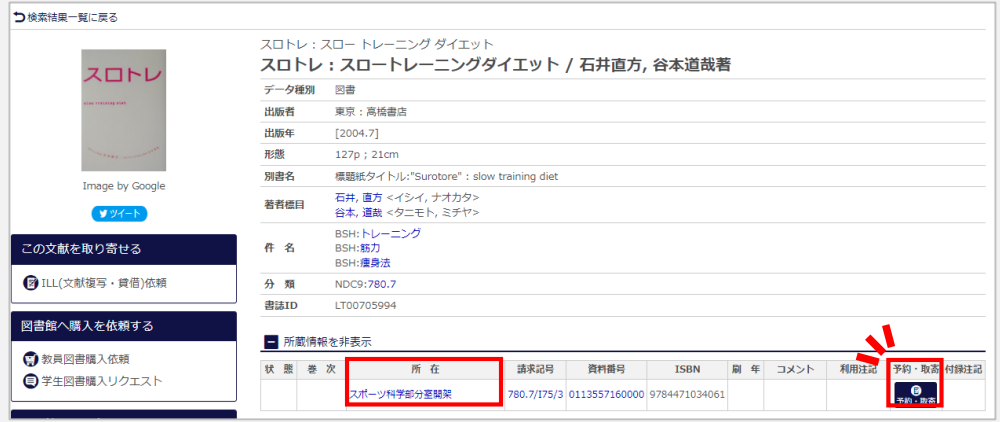 検索結果一覧に戻る
スロトレ
slow training diet
Image by Google
ツイート
この文献を取り寄せる
ILL(文献複写・貸借)依頼
図書館へ購入を依頼する
教員図書購入依頼
学生図書購入リクエスト
スロトレ : スロー トレーニング ダイエット
スロトレ : スロートレーニングダイエット / 石井直方, 谷本道哉著
データ種別 図書
出版者 東京 : 高橋書店
出版年 [2004.7]
形態 127p ; 21cm
別書名 標題紙タイトル:"Surotore" : slow training diet
著者標目 石井, 直方 <イシイ, ナオカタ>
谷本, 道哉 <タニモト, ミチヤ>
件 名 BSH:トレーニング
BSH:筋力
BSH:痩身法
分 類 NDC9:780.7
書誌ID LT00705994
所蔵情報を非表示
状 態 巻 次 所 在 請求記号 資料番号 ISBN 刷 年 コメント 利用注記 予約・取寄 付録注記
スポーツ科学部分室開架 780.7/I75/3 0113557160000 9784471034061 予約・取寄